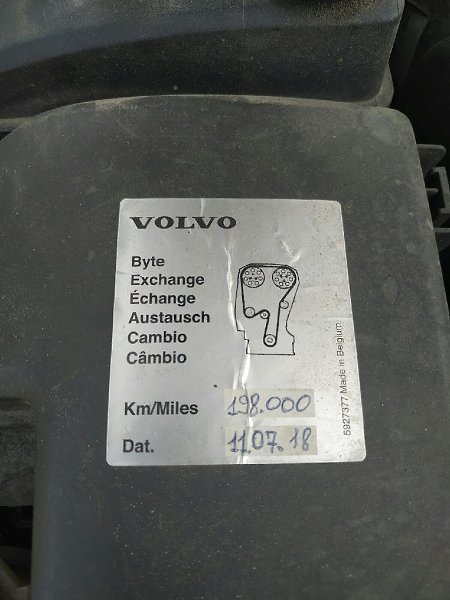 VOLVO
Byte
Exchange
Échange
Austausch
Cambio
Câmbio
Km/Miles 198.000
Dat. 11.07.18
5927377 Made in Belgium